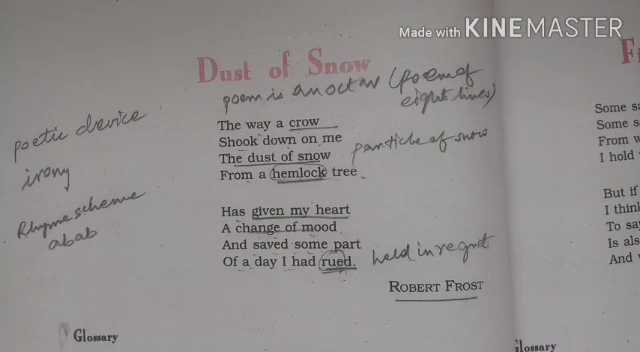 Made with KINEMASTER
Dust of Snow
poem is an octav (poem of
eight lines)
The way a crow
Shook down on me
The dust of snow
particle of snow
From a hemlock tree
Has given my heart
A change of mood
And saved some part
Of a day I had rued.
held in regret
ROBERT FROST
poetic device
irony
Rhyme scheme
abab
Glossary
Fi
Some sa
Some s
From w
I hold
But if
I think
To say
Is als
And
Glossary